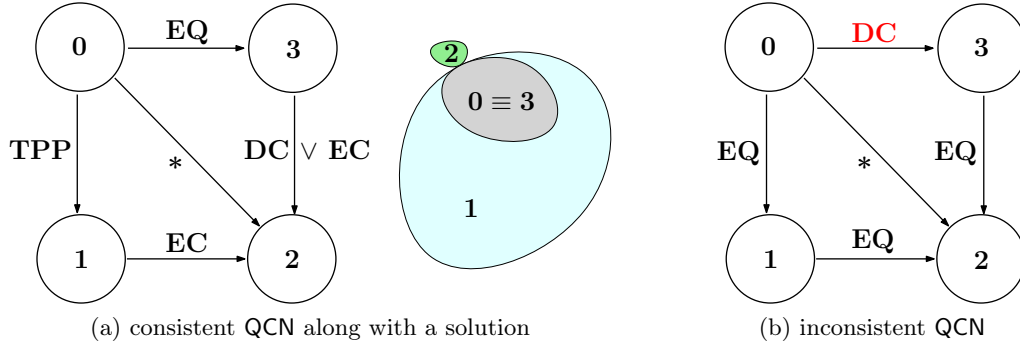 0 EQ 3
TPP * DC ∨ EC
1 EC 2
2
0 ≡ 3
1
(a) consistent QCN along with a solution
0 DC 3
EQ * EQ
1 EQ 2
(b) inconsistent QCN